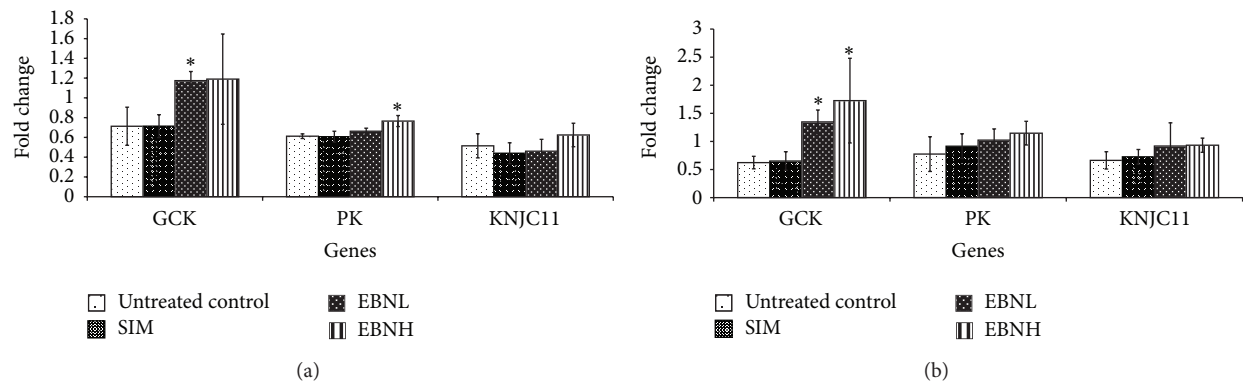 1.8
1.6
1.4
1.2
1
0.8
0.6
0.4
0.2
0
Fold change
*
*
GCK PK KNJC11
Genes
Untreated control EBNL
SIM EBNH
(a)
3
2.5
2
1.5
1
0.5
0
Fold change
*
*
GCK PK KNJC11
Genes
Untreated control EBNL
SIM EBNH
(b)